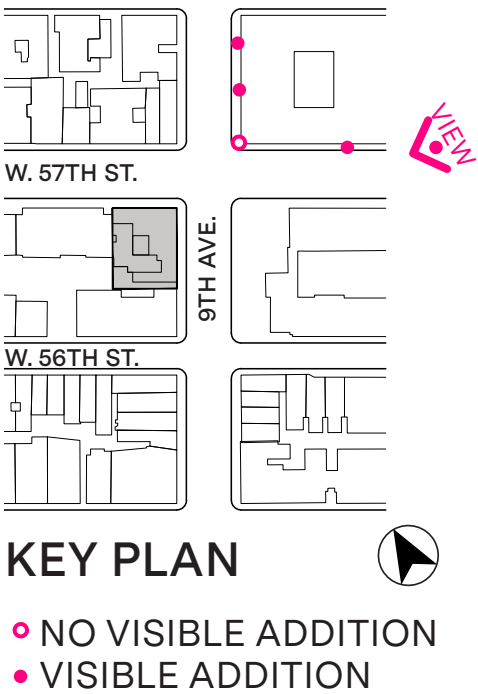 VIEW
W. 57TH ST.
9TH AVE.
W. 56TH ST.
KEY PLAN
NO VISIBLE ADDITION
VISIBLE ADDITION